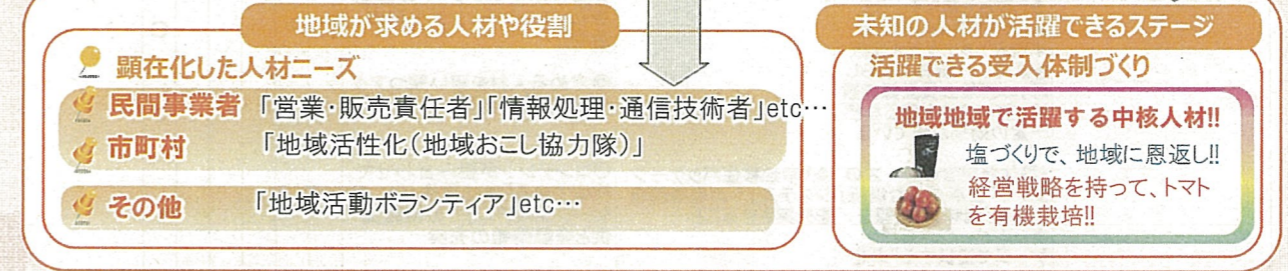 地域が求める人材や役割
顕在化した人材ニーズ
民間事業者 「営業・販売責任者」「情報処理・通信技術者」etc…
市町村 「地域活性化(地域おこし協力隊)」
その他 「地域活動ボランティア」etc…
未知の人材が活躍できるステージ
活躍できる受入体制づくり
地域地域で活躍する中核人材!!
塩づくりで、地域に恩返し!!
経営戦略を持って、トマト
を有機栽培!!